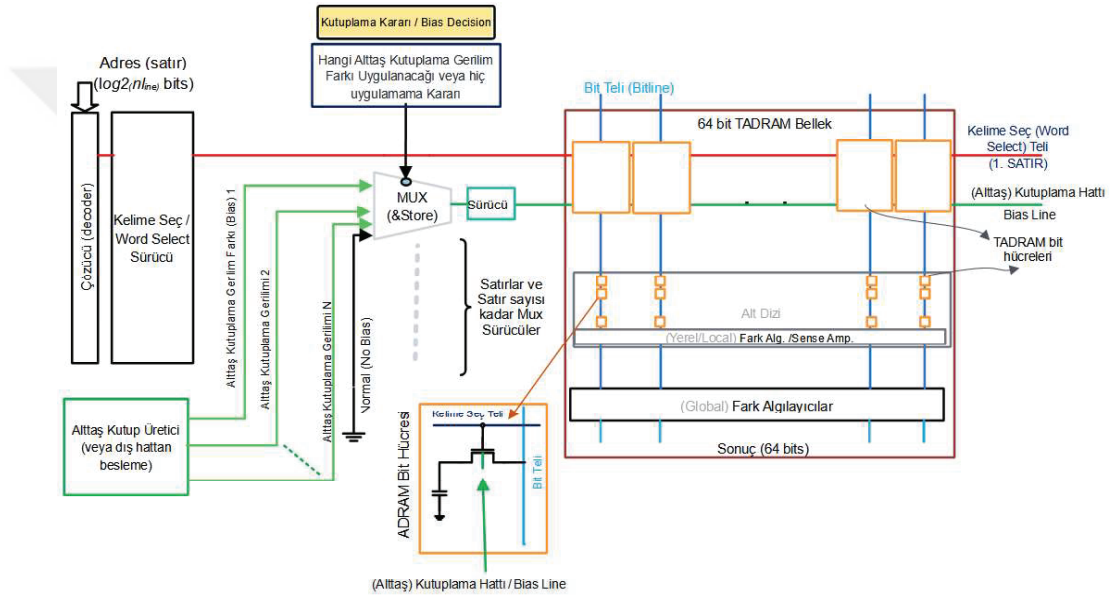 Kutuplama Kararı / Bias Decision
Hangi Alttaş Kutuplama Gerilim
Farkı Uygulanacağı veya hiç
uygulamama Kararı
Adres (satır)
(log2(nline) bits)
Çözücü (decoder)
Kelime Seç /
Word Select
Sürücü
Alttaş Kutuplama Gerilim Farkı (Bias) 1
Alttaş Kutuplama Gerilimi 2
Alttaş Kutuplama Gerilimi N
Normal (No Bias)
MUX
(&Store)
Sürücü
Satırlar ve
Satır sayısı
kadar Mux
Sürücüler
Alttaş Kutup Üretici
(veya dış hattan
besleme)
Bit Teli (Bitline)
64 bit TADRAM Bellek
Kelime Seç (Word
Select) Teli
(1. SATIR)
(Alttaş) Kutuplama Hattı
Bias Line
TADRAM bit
hücreleri
Alt Dizi
(Yerel/Local) Fark Alg. /Sense Amp.
(Global) Fark Algılayıcılar
Sonuç (64 bits)
ADRAM Bit Hücresi
Kelime Seç Teli
Bit Teli
(Alttaş) Kutuplama Hattı / Bias Line